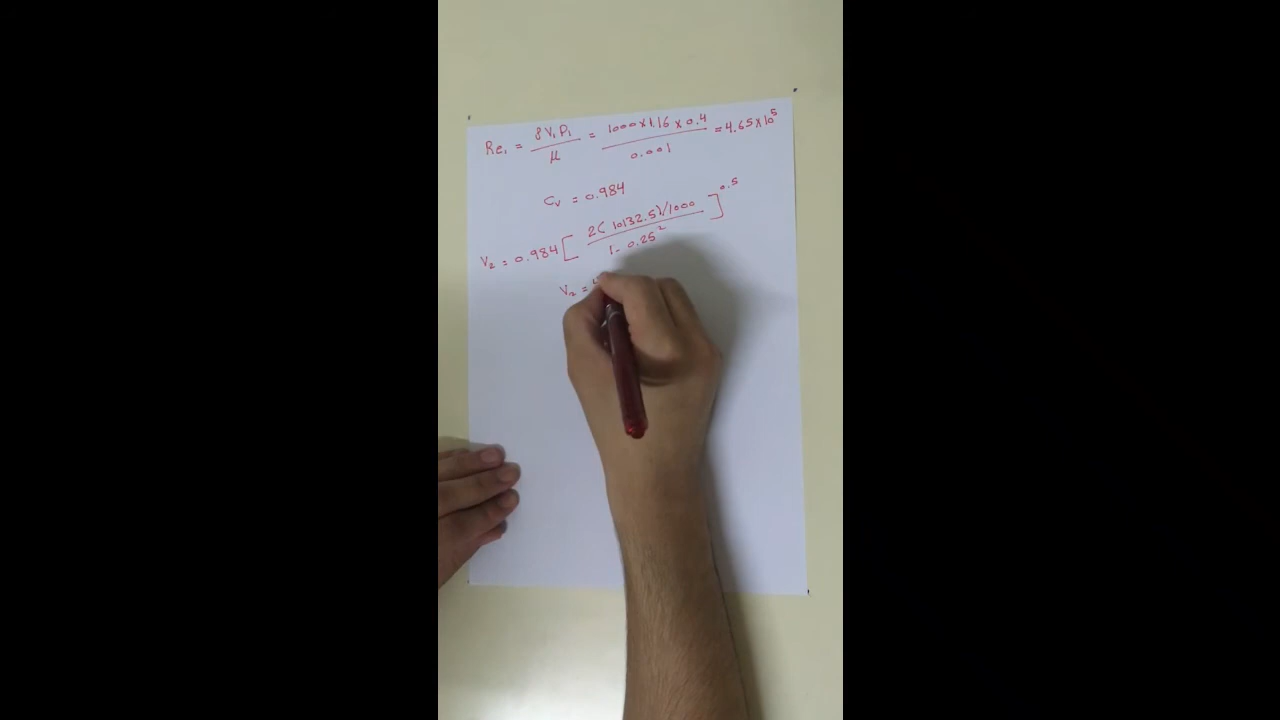 Re₁ = ρV₁D₁ / μ = 1000 × 1.16 × 0.4 / 0.001 = 4.65 × 10⁵
Cv = 0.984
V₂ = 0.984 [ 2( 10132.5)/1000 / 1 - 0.25² ]^0.5
V₂ =